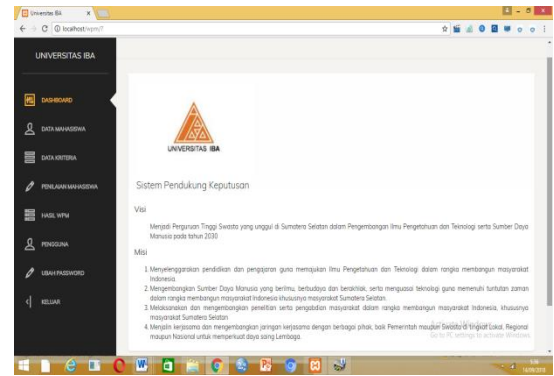 Universitas IBA
localhost/wpm/?
UNIVERSITAS IBA
DASHBOARD
DATA MAHASISWA
DATA KRITERIA
PENILAIAN MAHASISWA
HASIL WPM
PENGGUNA
UBAH PASSWORD
KELUAR
UNIVERSITAS IBA
Sistem Pendukung Keputusan
Visi
Menjadi Perguruan Tinggi Swasta yang unggul di Sumatera Selatan dalam Pengembangan Ilmu Pengetahuan dan Teknologi serta Sumber Daya
Manusia pada tahun 2030
Misi
1. Menyelenggarakan pendidikan dan pengajaran guna memajukan Ilmu Pengetahuan dan Teknologi dalam rangka membangun masyarakat
Indonesia.
2. Mengembangkan Sumber Daya Manusia yang berilmu, berbudaya dan berakhlak, serta menguasai teknologi guna memenuhi tuntutan zaman
dalam rangka membangun masyarakat Indonesia khususnya masyarakat Sumatera Selatan.
3. Melaksanakan dan mengembangkan penelitian serta pengabdian masyarakat dalam rangka membangun masyarakat Indonesia, khususnya
masyarakat Sumatera Selatan
4. Menjalin kerjasama dan mengembangkan jaringan kerjasama dengan berbagai pihak, baik Pemerintah maupun Swasta di tingkat Lokal, Regional
maupun Nasional untuk memperkuat daya saing Lembaga.
Go to PC settings to activate Windows.